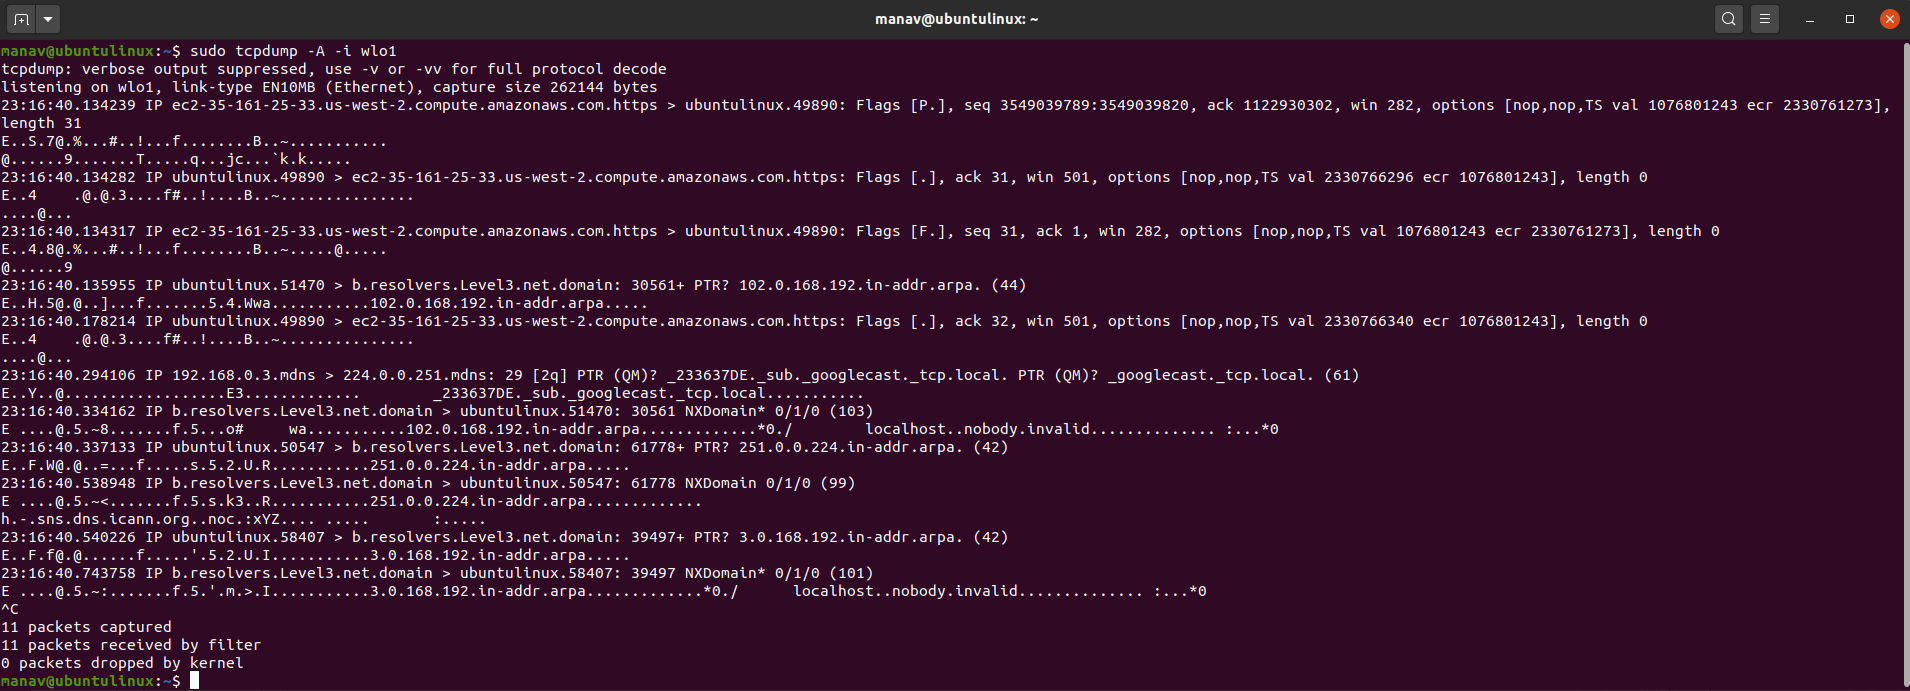 manav@ubuntulinux: ~
manav@ubuntulinux:~$ sudo tcpdump -A -i wlo1
tcpdump: verbose output suppressed, use -v or -vv for full protocol decode
listening on wlo1, link-type EN10MB (Ethernet), capture size 262144 bytes
23:16:40.134239 IP ec2-35-161-25-33.us-west-2.compute.amazonaws.com.https > ubuntulinux.49890: Flags [P.], seq 3549039789:3549039820, ack 1122930302, win 282, options [nop,nop,TS val 1076801243 ecr 2330761273],
length 31
E..S.7@.%...#..!...f........B..~...........
@......9.......T.....q...jc...`k.k.....
23:16:40.134282 IP ubuntulinux.49890 > ec2-35-161-25-33.us-west-2.compute.amazonaws.com.https: Flags [.], ack 31, win 501, options [nop,nop,TS val 2330766296 ecr 1076801243], length 0
E..4    .@.@.3....f#..!....B..~...............
....@...
23:16:40.134317 IP ec2-35-161-25-33.us-west-2.compute.amazonaws.com.https > ubuntulinux.49890: Flags [F.], seq 31, ack 1, win 282, options [nop,nop,TS val 1076801243 ecr 2330761273], length 0
E..4.8@.%...#..!...f........B..~.....@.....
@......9
23:16:40.135955 IP ubuntulinux.51470 > b.resolvers.Level3.net.domain: 30561+ PTR? 102.0.168.192.in-addr.arpa. (44)
E..H.5@.@..]...f.......5.4.Wwa...........102.0.168.192.in-addr.arpa.....
23:16:40.178214 IP ubuntulinux.49890 > ec2-35-161-25-33.us-west-2.compute.amazonaws.com.https: Flags [.], ack 32, win 501, options [nop,nop,TS val 2330766340 ecr 1076801243], length 0
E..4    .@.@.3....f#..!....B..~...............
....@...
23:16:40.294106 IP 192.168.0.3.mdns > 224.0.0.251.mdns: 29 [2q] PTR (QM)? _233637DE._sub._googlecast._tcp.local. PTR (QM)? _googlecast._tcp.local. (61)
E..Y..@..................E3.............        _233637DE._sub._googlecast._tcp.local...........
23:16:40.334162 IP b.resolvers.Level3.net.domain > ubuntulinux.51470: 30561 NXDomain* 0/1/0 (103)
E ....@.5.~8.......f.5...o#     wa...........102.0.168.192.in-addr.arpa.............*0./        localhost..nobody.invalid.............. :...*0
23:16:40.337133 IP ubuntulinux.50547 > b.resolvers.Level3.net.domain: 61778+ PTR? 251.0.0.224.in-addr.arpa. (42)
E..F.W@.@..=...f.....s.5.2.U.R...........251.0.0.224.in-addr.arpa.....
23:16:40.538948 IP b.resolvers.Level3.net.domain > ubuntulinux.50547: 61778 NXDomain 0/1/0 (99)
E ....@.5.~<.......f.5.s.k3..R...........251.0.0.224.in-addr.arpa.............
h.-.sns.dns.icann.org..noc.:xYZ.... .....       :.....
23:16:40.540226 IP ubuntulinux.58407 > b.resolvers.Level3.net.domain: 39497+ PTR? 3.0.168.192.in-addr.arpa. (42)
E..F.f@.@......f.....'.5.2.U.I...........3.0.168.192.in-addr.arpa.....
23:16:40.743758 IP b.resolvers.Level3.net.domain > ubuntulinux.58407: 39497 NXDomain* 0/1/0 (101)
E ....@.5.~:.......f.5.'.m.>.I...........3.0.168.192.in-addr.arpa.............*0./      localhost..nobody.invalid.............. :...*0
^C
11 packets captured
11 packets received by filter
0 packets dropped by kernel
manav@ubuntulinux:~$